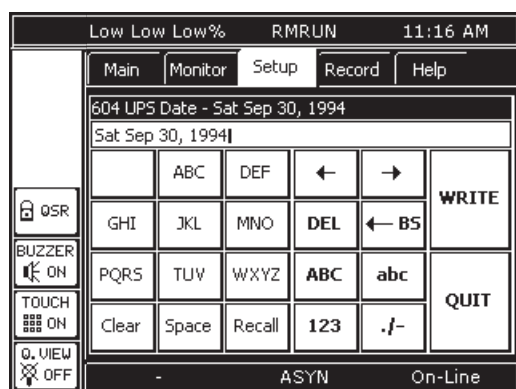 Low Low Low% RMRUN 11:16 AM
Main Monitor Setup Record Help
604 UPS Date - Sat Sep 30, 1994
Sat Sep 30, 1994
ABC DEF ← →
WRITE
QSR
GHI JKL MNO DEL ← BS
BUZZER
ON
PQRS TUV WXYZ ABC abc
QUIT
TOUCH
ON
Clear Space Recall 123 ./-
Q.VIEW
OFF
- ASYN On-Line